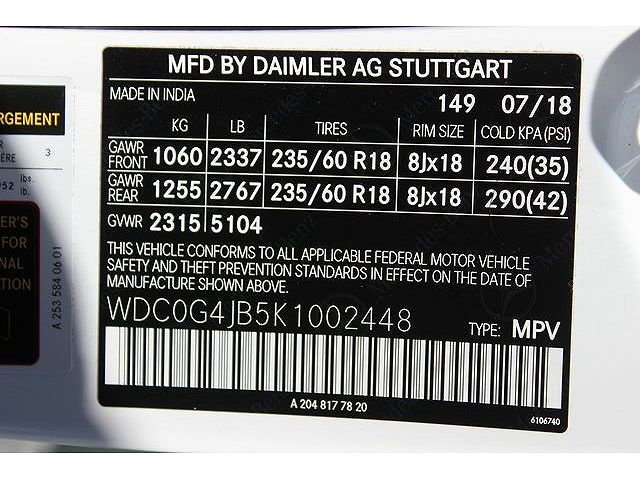 MFD BY DAIMLER AG STUTTGART
MADE IN INDIA 149 07/18
KG LB TIRES RIM SIZE COLD KPA(PSI)
GAWR FRONT 1060 2337 235/60 R18 8Jx18 240(35)
GAWR REAR 1255 2767 235/60 R18 8Jx18 290(42)
GVWR 2315 5104
THIS VEHICLE CONFORMS TO ALL APPLICABLE FEDERAL MOTOR VEHICLE
SAFETY AND THEFT PREVENTION STANDARDS IN EFFECT ON THE DATE OF
MANUFACTURE SHOWN ABOVE.
WDC0G4JB5K1002448 TYPE: MPV
A 204 817 78 20
6106740
3
lbs.
lb.
A 253 584 06 01